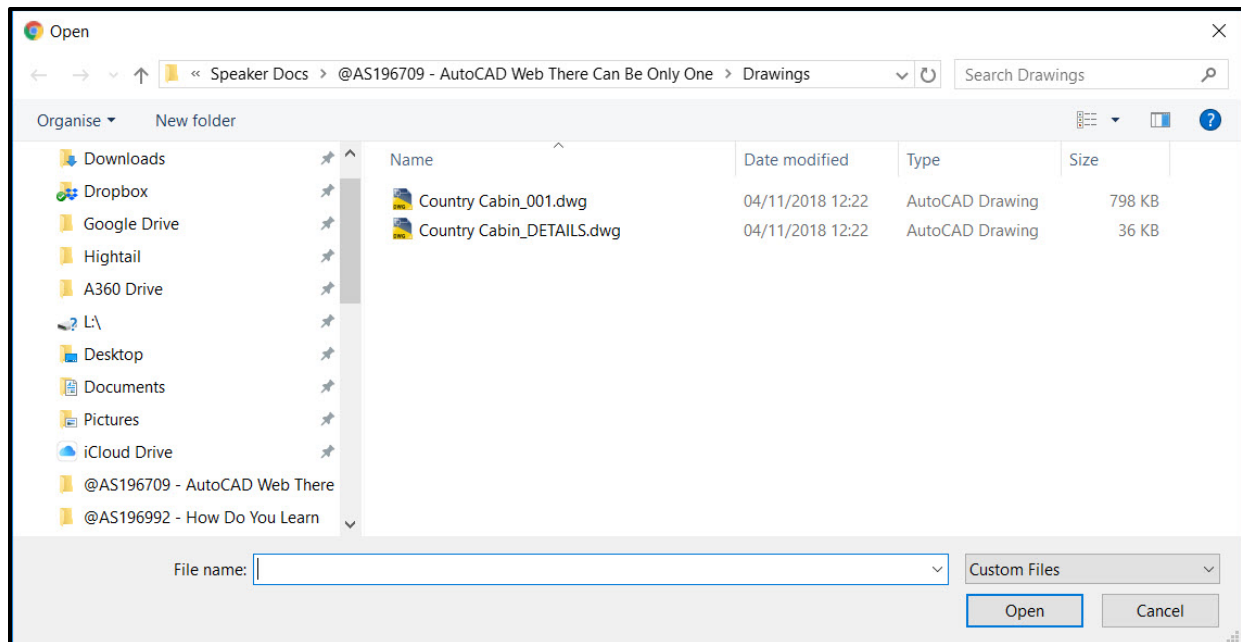 Open
« Speaker Docs > @AS196709 - AutoCAD Web There Can Be Only One > Drawings
Search Drawings
Organise
New folder
?
Downloads
Dropbox
Google Drive
Hightail
A360 Drive
L:\
Desktop
Documents
Pictures
iCloud Drive
@AS196709 - AutoCAD Web There
@AS196992 - How Do You Learn
Name Date modified Type Size
Country Cabin_001.dwg 04/11/2018 12:22 AutoCAD Drawing 798 KB
Country Cabin_DETAILS.dwg 04/11/2018 12:22 AutoCAD Drawing 36 KB
File name:
Custom Files
Open
Cancel